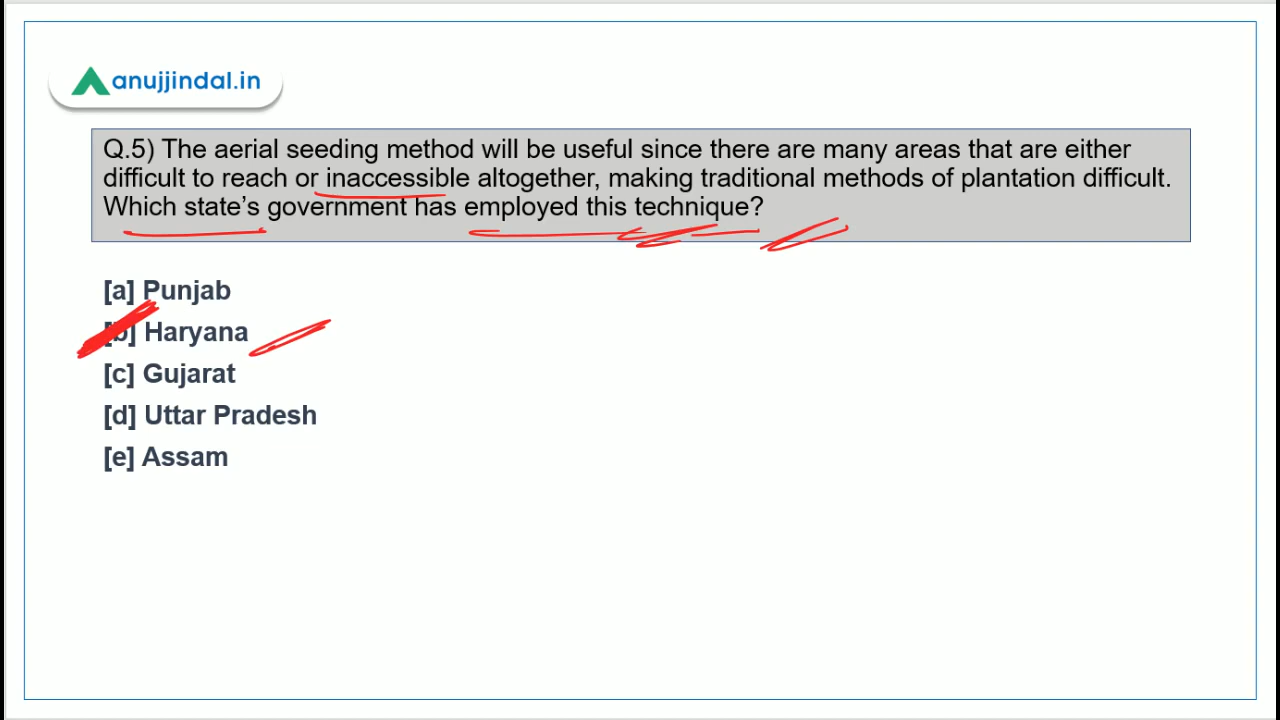 anujjindal.in
Q.5) The aerial seeding method will be useful since there are many areas that are either
difficult to reach or inaccessible altogether, making traditional methods of plantation difficult.
Which state’s government has employed this technique?
[a] Punjab
[b] Haryana
[c] Gujarat
[d] Uttar Pradesh
[e] Assam